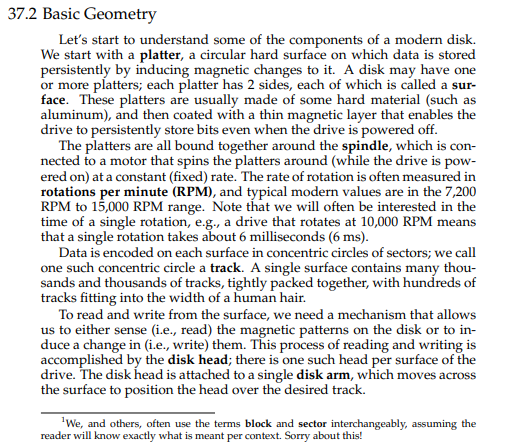 37.2 Basic Geometry
Let's start to understand some of the components of a modern disk.
We start with a platter, a circular hard surface on which data is stored
persistently by inducing magnetic changes to it. A disk may have one
or more platters; each platter has 2 sides, each of which is called a sur-
face. These platters are usually made of some hard material (such as
aluminum), and then coated with a thin magnetic layer that enables the
drive to persistently store bits even when the drive is powered off.
The platters are all bound together around the spindle, which is con-
nected to a motor that spins the platters around (while the drive is pow-
ered on) at a constant (fixed) rate. The rate of rotation is often measured in
rotations per minute (RPM), and typical modern values are in the 7,200
RPM to 15,000 RPM range. Note that we will often be interested in the
time of a single rotation, e.g., a drive that rotates at 10,000 RPM means
that a single rotation takes about 6 milliseconds (6 ms).
Data is encoded on each surface in concentric circles of sectors; we call
one such concentric circle a track. A single surface contains many thou-
sands and thousands of tracks, tightly packed together, with hundreds of
tracks fitting into the width of a human hair.
To read and write from the surface, we need a mechanism that allows
us to either sense (i.e., read) the magnetic patterns on the disk or to in-
duce a change in (i.e., write) them. This process of reading and writing is
accomplished by the disk head; there is one such head per surface of the
drive. The disk head is attached to a single disk arm, which moves across
the surface to position the head over the desired track.
1We, and others, often use the terms block and sector interchangeably, assuming the
reader will know exactly what is meant per context. Sorry about this!